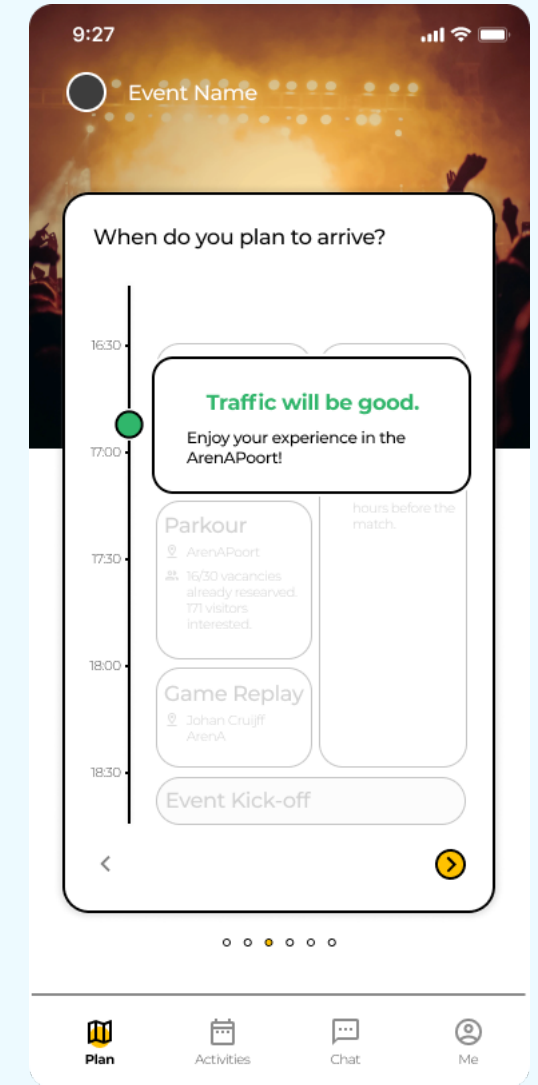 9:27
Event Name
When do you plan to arrive?
16:30
Traffic will be good.
Enjoy your experience in the
ArenAPoort!
17:00
hours before the
match.
Parkour
ArenAPoort
17:30
16/30 vacancies
already researved.
171 visitors
interested.
18:00
Game Replay
Johan Cruijff
ArenA
18:30
Event Kick-off
Plan
Activities
Chat
Me